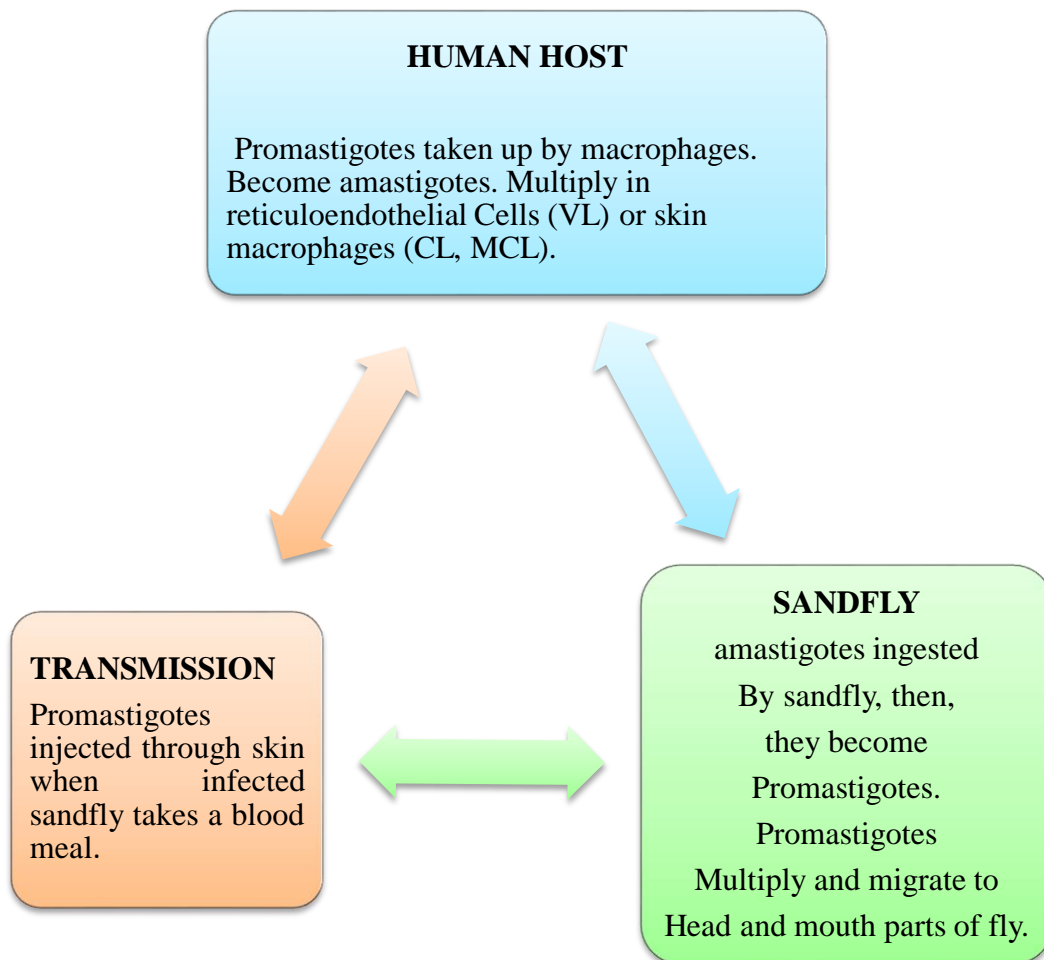 HUMAN HOST
Promastigotes taken up by macrophages.
Become amastigotes. Multiply in
reticuloendothelial Cells (VL) or skin
macrophages (CL, MCL).
TRANSMISSION
Promastigotes
injected through skin
when infected
sandfly takes a blood
meal.
SANDFLY
amastigotes ingested
By sandfly, then,
they become
Promastigotes.
Promastigotes
Multiply and migrate to
Head and mouth parts of fly.